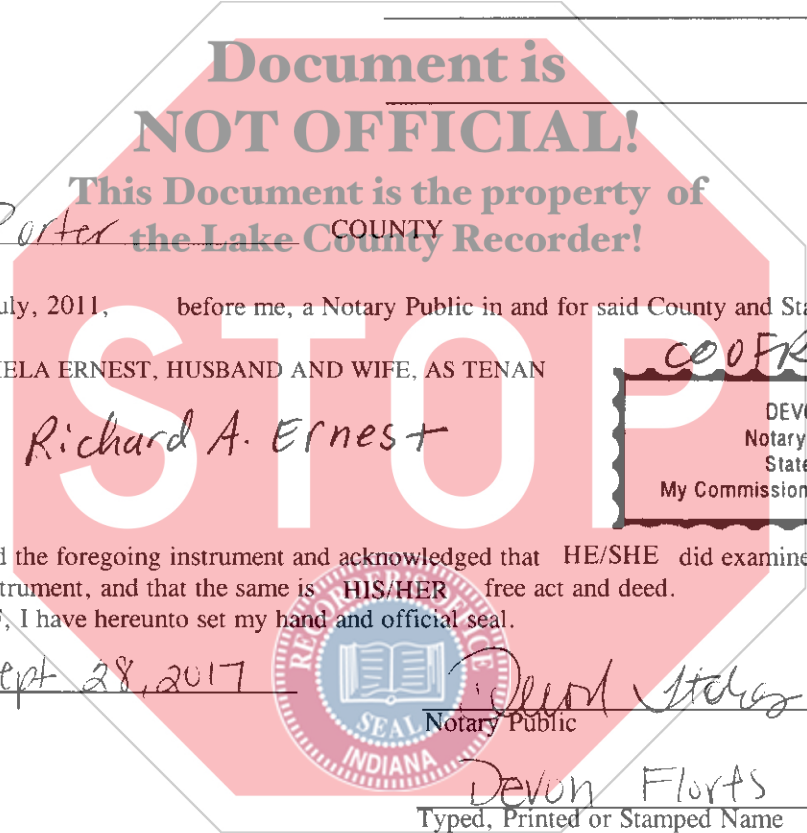 Document is
NOT OFFICIAL!
This Document is the property of
the Lake County Recorder!
Porter COUNTY
uly, 2011, before me, a Notary Public in and for said County and Sta
ELA ERNEST, HUSBAND AND WIFE, AS TENAN
COOFR
STOP
Richard A. Ernest
DEVO
Notary
State
My Commission
d the foregoing instrument and acknowledged that HE/SHE did examine
trument, and that the same is HIS/HER free act and deed.
, I have hereunto set my hand and official seal.
RECORDER'S OFFICE
SEAL
INDIANA
ept 28, 2017
Notary Public
Devon
Typed, Printed or Stamped Name